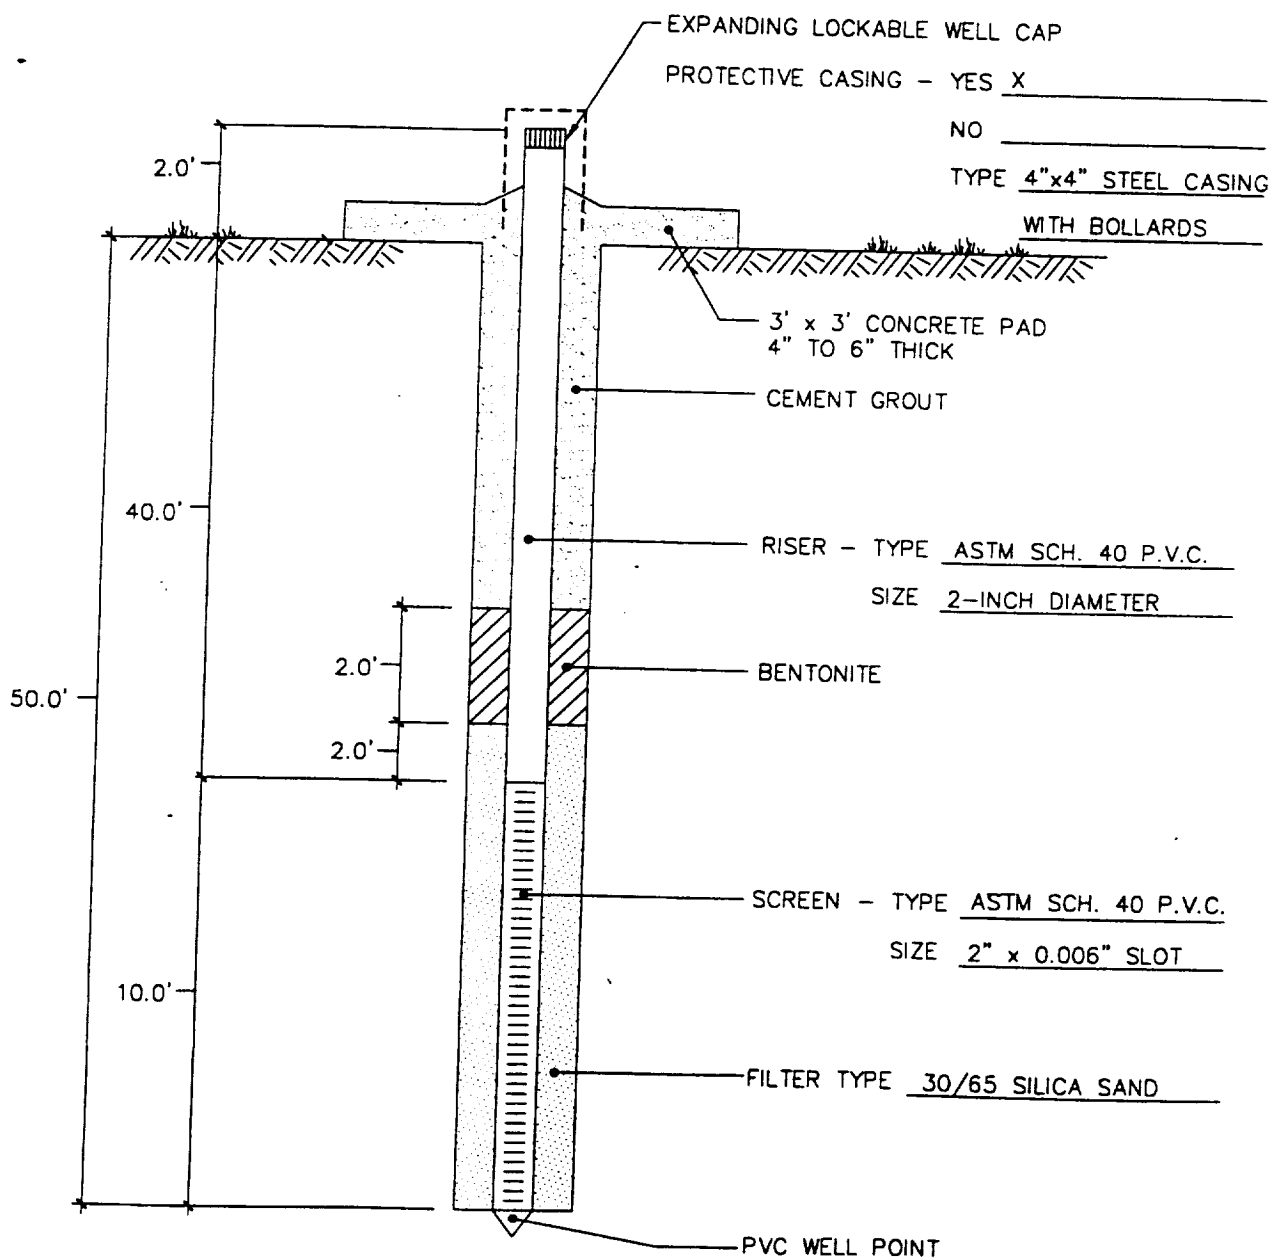 EXPANDING LOCKABLE WELL CAP
PROTECTIVE CASING - YES X
NO
TYPE 4"x4" STEEL CASING
WITH BOLLARDS
2.0'
3' x 3' CONCRETE PAD
4" TO 6" THICK
CEMENT GROUT
40.0'
RISER - TYPE ASTM SCH. 40 P.V.C.
SIZE 2-INCH DIAMETER
2.0'
BENTONITE
50.0'
2.0'
SCREEN - TYPE ASTM SCH. 40 P.V.C.
SIZE 2" x 0.006" SLOT
10.0'
FILTER TYPE 30/65 SILICA SAND
PVC WELL POINT